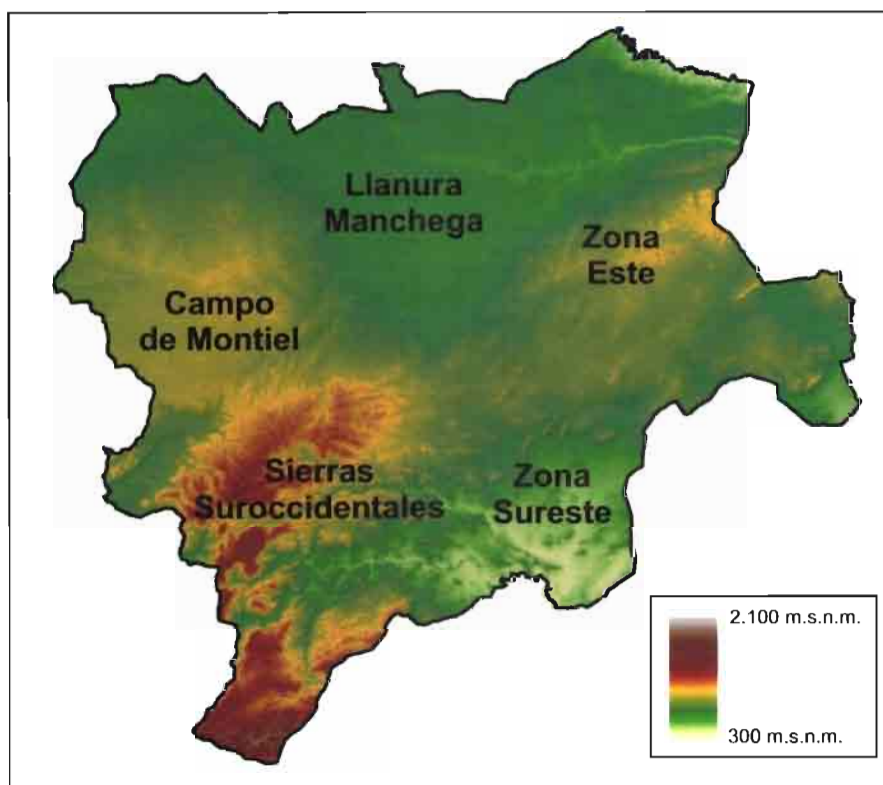 Llanura
Manchega
Zona
Este
Campo
de Montiel
Sierras
Suroccidentales
Zona
Sureste
2.100 m.s.n.m.
300 m.s.n.m.